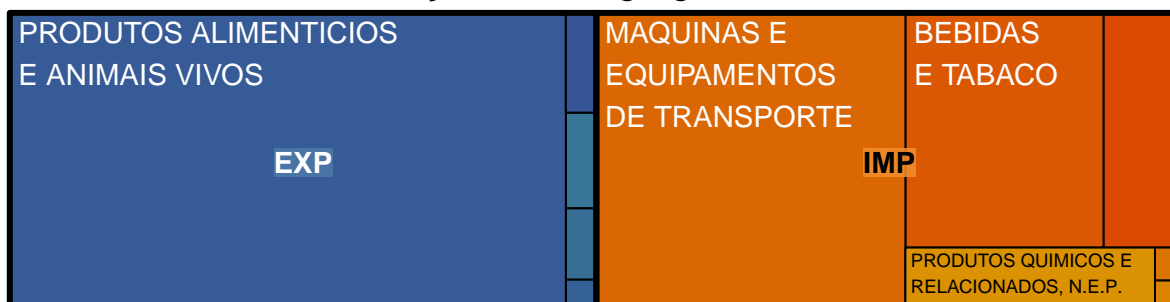 PRODUTOS ALIMENTICIOS
E ANIMAIS VIVOS
EXP
MAQUINAS E
EQUIPAMENTOS
DE TRANSPORTE
BEBIDAS
E TABACO
IMP
PRODUTOS QUIMICOS E
RELACIONADOS, N.E.P.